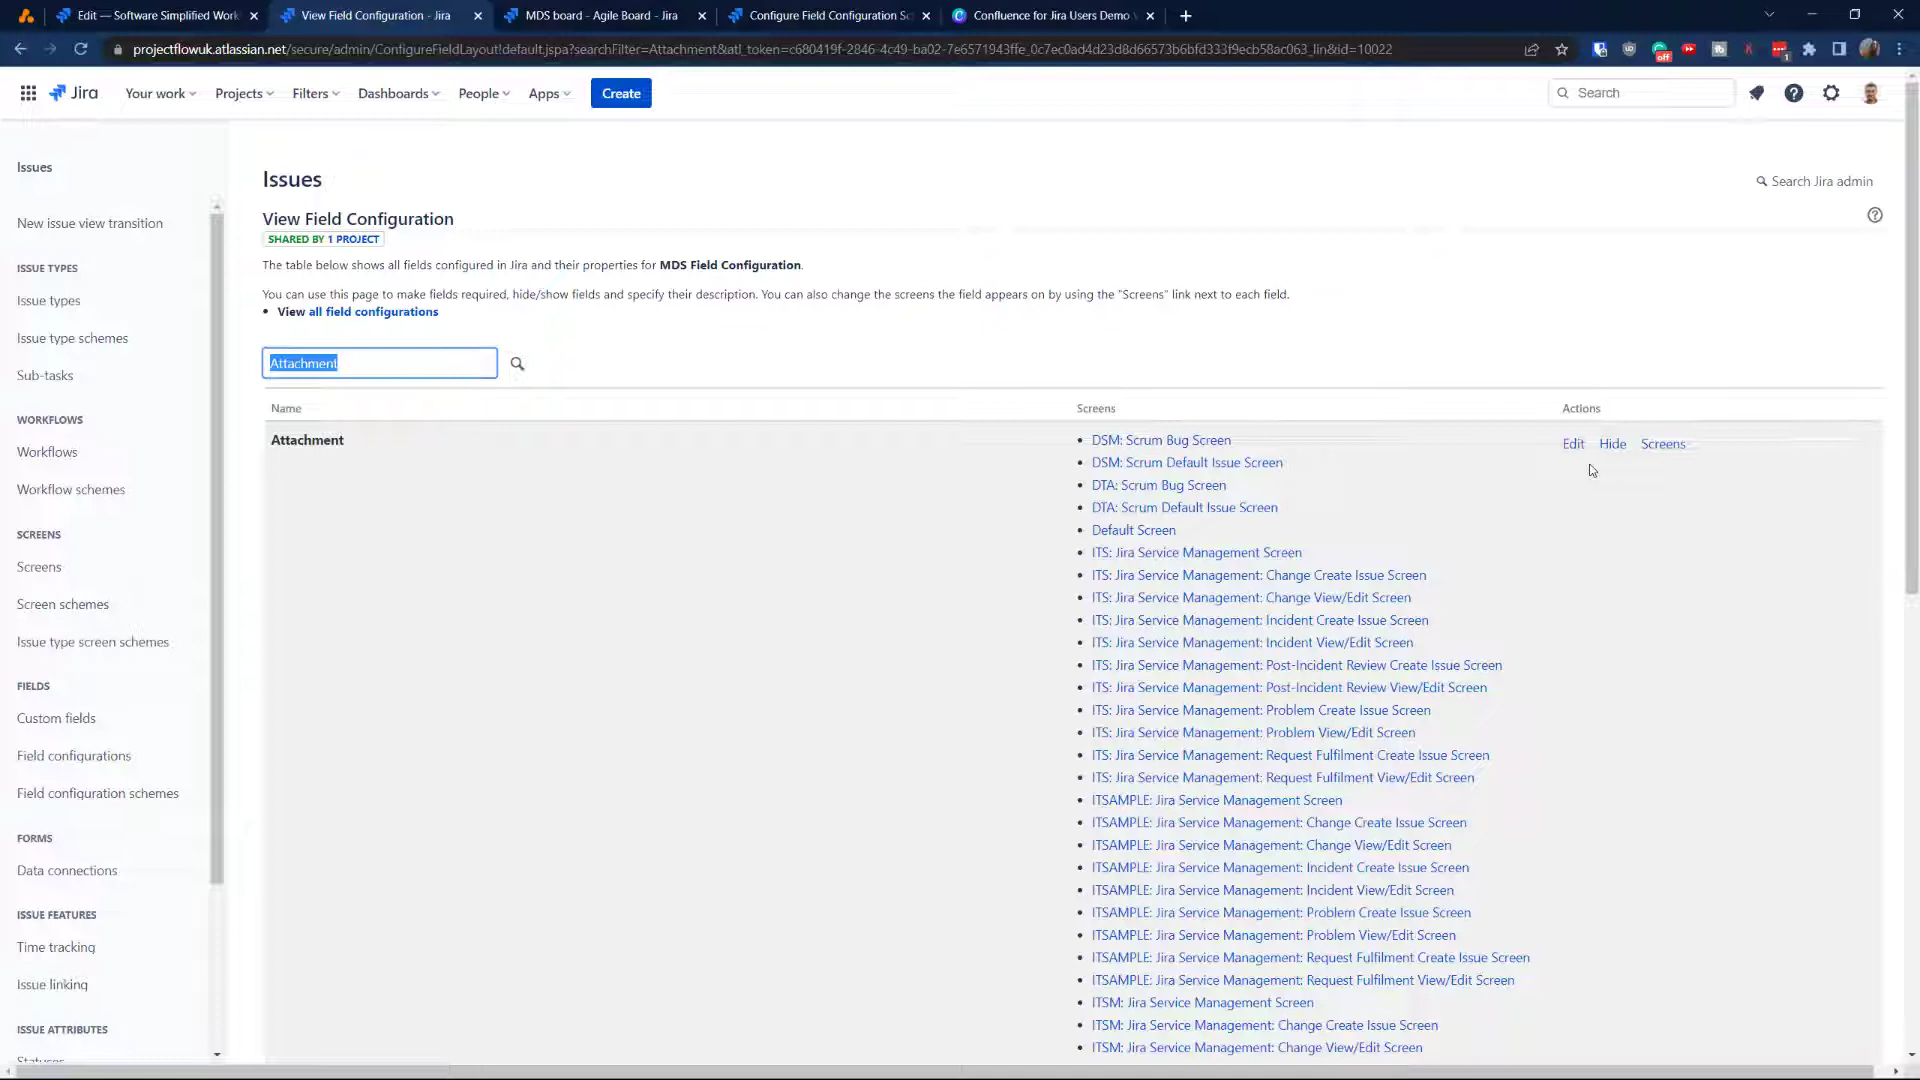 Edit — Software Simplified Work
View Field Configuration - Jira
MDS board - Agile Board - Jira
Configure Field Configuration Sc
Confluence for Jira Users Demo
projectflowuk.atlassian.net/secure/admin/ConfigureFieldLayout!default.jspa?searchFilter=Attachment&atl_token=c680419f-2846-4c49-ba02-7e6571943ffe_0c7ec0ad4d23d8d66573b6bfd333f9ecb58ac063_lin&id=10022
off
1
Jira
Your work
Projects
Filters
Dashboards
People
Apps
Create
Search
Issues
New issue view transition
ISSUE TYPES
Issue types
Issue type schemes
Sub-tasks
WORKFLOWS
Workflows
Workflow schemes
SCREENS
Screens
Screen schemes
Issue type screen schemes
FIELDS
Custom fields
Field configurations
Field configuration schemes
FORMS
Data connections
ISSUE FEATURES
Time tracking
Issue linking
ISSUE ATTRIBUTES
Statuses
Issues
Search Jira admin
View Field Configuration
SHARED BY 1 PROJECT
The table below shows all fields configured in Jira and their properties for MDS Field Configuration.
You can use this page to make fields required, hide/show fields and specify their description. You can also change the screens the field appears on by using the "Screens" link next to each field.
• View all field configurations
Attachment
Name Screens Actions
Attachment
Edit Hide Screens
• DSM: Scrum Bug Screen
• DSM: Scrum Default Issue Screen
• DTA: Scrum Bug Screen
• DTA: Scrum Default Issue Screen
• Default Screen
• ITS: Jira Service Management Screen
• ITS: Jira Service Management: Change Create Issue Screen
• ITS: Jira Service Management: Change View/Edit Screen
• ITS: Jira Service Management: Incident Create Issue Screen
• ITS: Jira Service Management: Incident View/Edit Screen
• ITS: Jira Service Management: Post-Incident Review Create Issue Screen
• ITS: Jira Service Management: Post-Incident Review View/Edit Screen
• ITS: Jira Service Management: Problem Create Issue Screen
• ITS: Jira Service Management: Problem View/Edit Screen
• ITS: Jira Service Management: Request Fulfilment Create Issue Screen
• ITS: Jira Service Management: Request Fulfilment View/Edit Screen
• ITSAMPLE: Jira Service Management Screen
• ITSAMPLE: Jira Service Management: Change Create Issue Screen
• ITSAMPLE: Jira Service Management: Change View/Edit Screen
• ITSAMPLE: Jira Service Management: Incident Create Issue Screen
• ITSAMPLE: Jira Service Management: Incident View/Edit Screen
• ITSAMPLE: Jira Service Management: Problem Create Issue Screen
• ITSAMPLE: Jira Service Management: Problem View/Edit Screen
• ITSAMPLE: Jira Service Management: Request Fulfilment Create Issue Screen
• ITSAMPLE: Jira Service Management: Request Fulfilment View/Edit Screen
• ITSM: Jira Service Management Screen
• ITSM: Jira Service Management: Change Create Issue Screen
• ITSM: Jira Service Management: Change View/Edit Screen